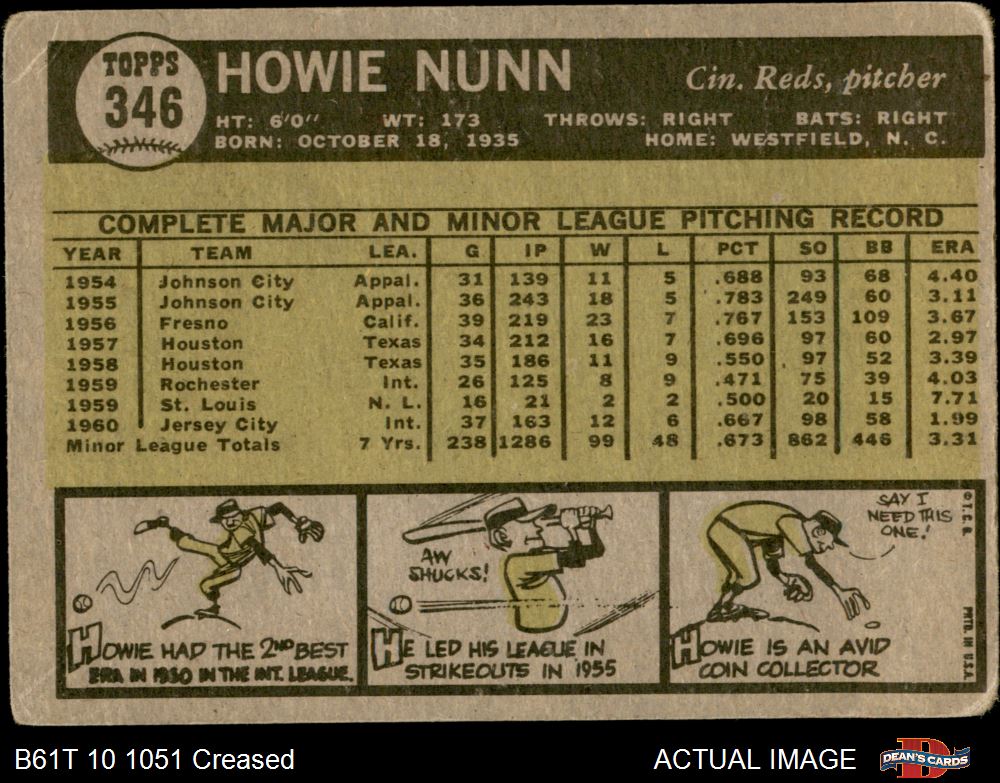 TOPPS
346
HOWIE NUNN
Cin. Reds, pitcher
HT: 6'0" WT: 173 THROWS: RIGHT BATS: RIGHT
BORN: OCTOBER 18, 1935 HOME: WESTFIELD, N. C.
COMPLETE MAJOR AND MINOR LEAGUE PITCHING RECORD
YEAR TEAM LEA. G IP W L PCT SO BB ERA
1954 Johnson City Appal. 31 139 11 5 .688 93 68 4.40
1955 Johnson City Appal. 36 243 18 5 .783 249 60 3.11
1956 Fresno Calif. 39 219 23 7 .767 153 109 3.67
1957 Houston Texas 34 212 16 7 .696 97 60 2.97
1958 Houston Texas 35 186 11 9 .550 97 52 3.39
1959 Rochester Int. 26 125 8 9 .471 75 39 4.03
1959 St. Louis N. L. 16 21 2 2 .500 20 15 7.71
1960 Jersey City Int. 37 163 12 6 .667 98 58 1.99
Minor League Totals 7 Yrs. 238 1286 99 48 .673 862 446 3.31
HOWIE HAD THE 2ND BEST
ERA IN 1960 IN THE INT. LEAGUE.
AW
SHUCKS!
HE LED HIS LEAGUE IN
STRIKEOUTS IN 1955
SAY I
NEED THIS
ONE!
HOWIE IS AN AVID
COIN COLLECTOR
© T.C.G.
PRTD. IN U.S.A.
B61T 10 1051 Creased
ACTUAL IMAGE
DEAN'S CARDS